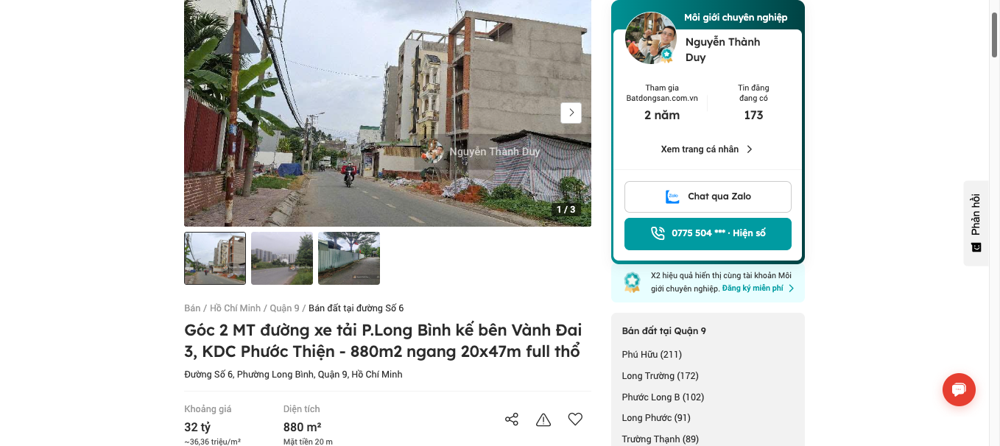 Nguyễn Thành Duy
1 / 3
Bán / Hồ Chí Minh / Quận 9 / Bán đất tại đường Số 6
Góc 2 MT đường xe tải P.Long Bình kế bên Vành Đai
3, KDC Phước Thiện - 880m2 ngang 20x47m full thổ
Đường Số 6, Phường Long Bình, Quận 9, Hồ Chí Minh
Khoảng giá
32 tỷ
~36,36 triệu/m²
Diện tích
880 m²
Mặt tiền 20 m
Môi giới chuyên nghiệp
Nguyễn Thành
Duy
Tham gia
Batdongsan.com.vn
2 năm
Tin đăng
đang có
173
Xem trang cá nhân
Zalo
Chat qua Zalo
0775 504 *** · Hiện số
X2 hiệu quả hiển thị cùng tài khoản Môi
giới chuyên nghiệp. Đăng ký miễn phí
Bán đất tại Quận 9
Phú Hữu (211)
Long Trường (172)
Phước Long B (102)
Long Phước (91)
Trường Thạnh (89)
Phản hồi